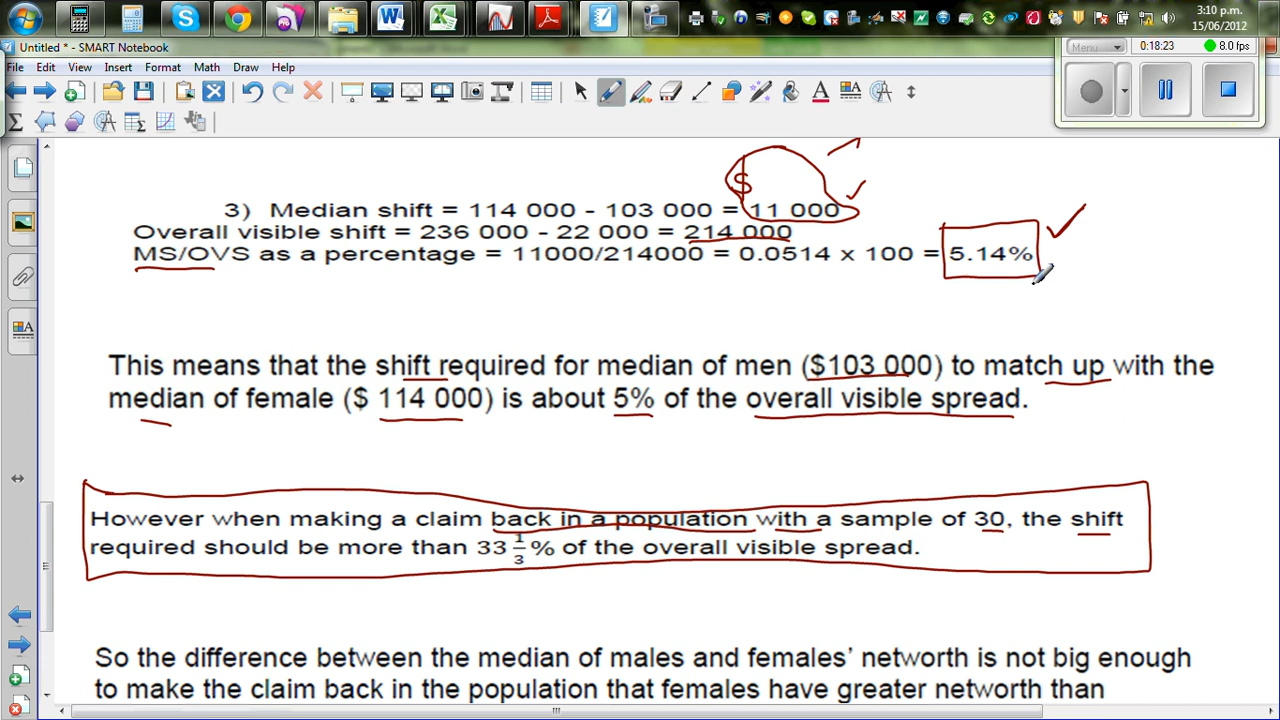 3:10 p.m.
15/06/2012
Untitled * - SMART Notebook
Menu
0:18:23
8.0 fps
File Edit View Insert Format Math Draw Help
$
3) Median shift = 114 000 - 103 000 = 11 000
Overall visible shift = 236 000 - 22 000 = 214 000
MS/OVS as a percentage = 11000/214000 = 0.0514 x 100 = 5.14%
This means that the shift required for median of men ($103 000) to match up with the
median of female ($ 114 000) is about 5% of the overall visible spread.
However when making a claim back in a population with a sample of 30, the shift
required should be more than 33 1/3 % of the overall visible spread.
So the difference between the median of males and females' networth is not big enough
to make the claim back in the population that females have greater networth than